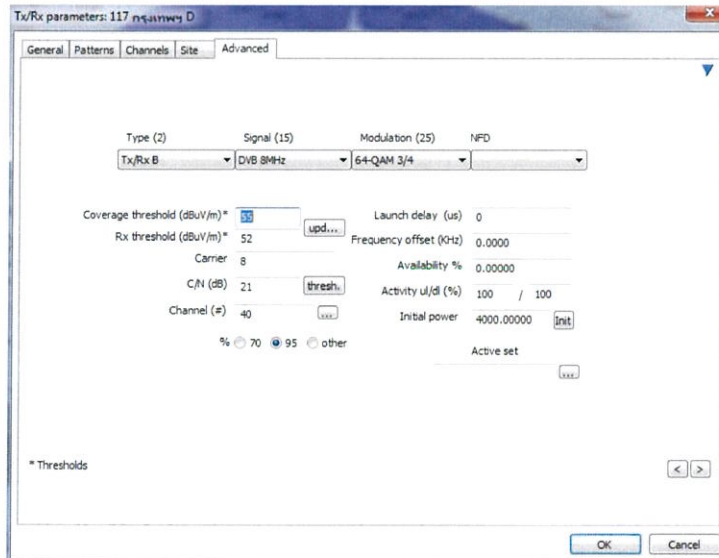 Tx/Rx parameters: 117 กรุงเทพฯ D
General Patterns Channels Site Advanced
Type (2) Signal (15) Modulation (25) NFD
Tx/Rx B DVB 8MHz 64-QAM 3/4
Coverage threshold (dBuV/m)* 55 upd... Launch delay (us) 0
Rx threshold (dBuV/m)* 52 Frequency offset (KHz) 0.0000
Carrier 8 Availability % 0.00000
C/N (dB) 21 thresh. Activity ul/dl (%) 100 / 100
Channel (#) 40 ... Initial power 4000.00000 Init
% 70 95 other
Active set
...
* Thresholds < >
OK Cancel